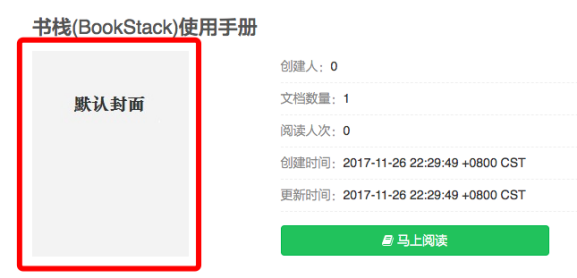 书栈(BookStack)使用手册
默认封面
创建人：0
文档数量：1
阅读人次：0
创建时间：2017-11-26 22:29:49 +0800 CST
更新时间：2017-11-26 22:29:49 +0800 CST
马上阅读